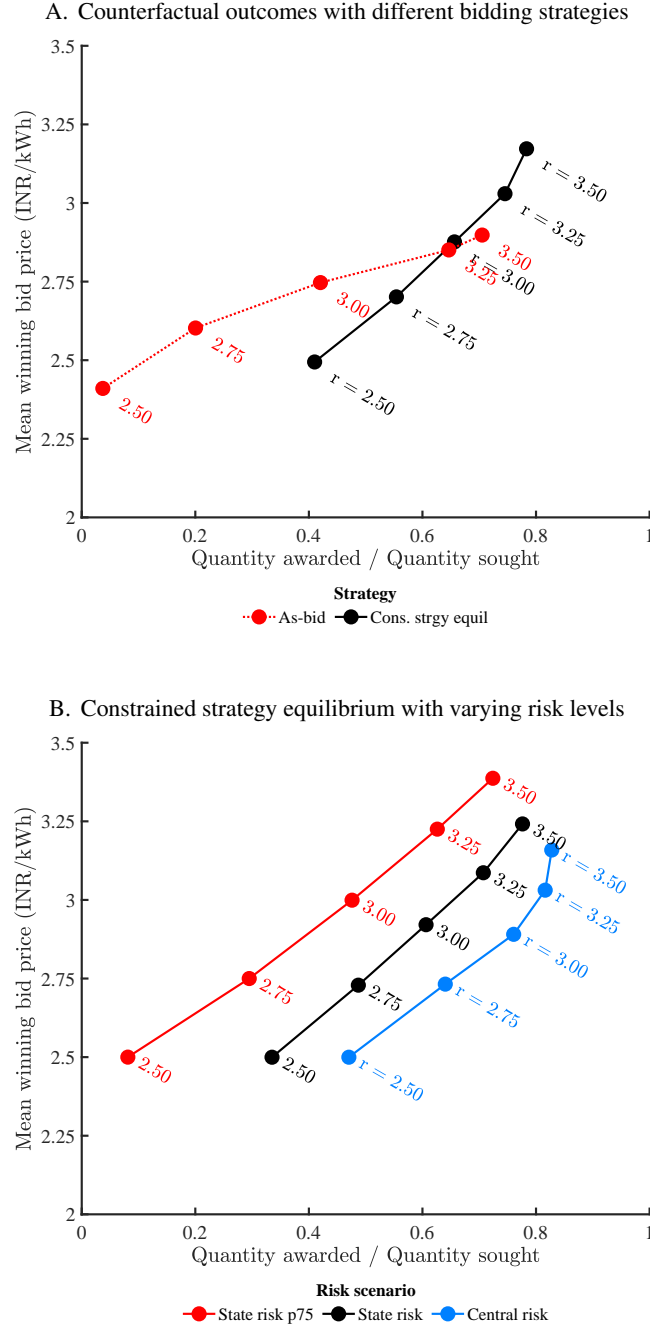 A. Counterfactual outcomes with different bidding strategies
3.5
3.25
3
2.75
2.5
2.25
2
Mean winning bid price (INR/kWh)
r = 3.50
r = 3.25
3.50
3.25
r = 3.00
3.00
r = 2.75
2.75
r = 2.50
2.50
0 0.2 0.4 0.6 0.8 1
Quantity awarded / Quantity sought
Strategy
As-bid Cons. strgy equil
B. Constrained strategy equilibrium with varying risk levels
3.5
3.25
3
2.75
2.5
2.25
2
Mean winning bid price (INR/kWh)
3.50
3.25
3.00
2.75
2.50
3.50
3.25
3.00
2.75
2.50
r = 3.50
r = 3.25
r = 3.00
r = 2.75
r = 2.50
0 0.2 0.4 0.6 0.8 1
Quantity awarded / Quantity sought
Risk scenario
State risk p75 State risk Central risk